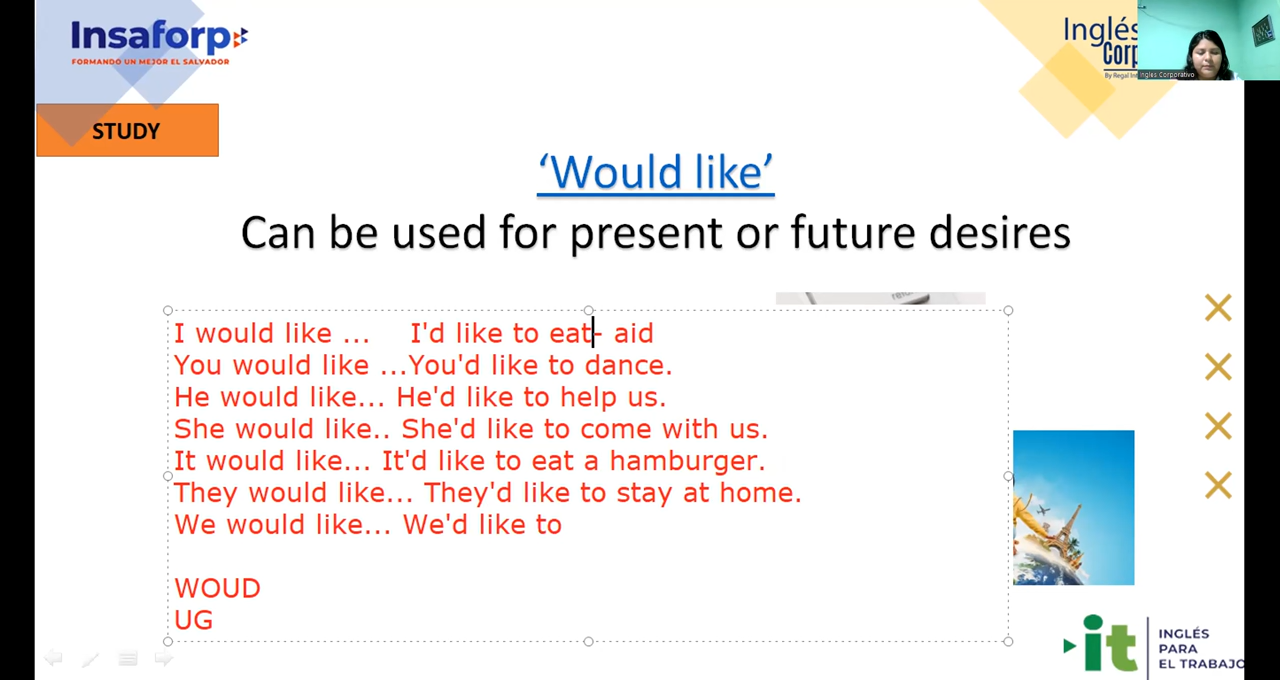 Insaforp
FORMANDO UN MEJOR EL SALVADOR
Inglés
Corp
By Regal
Inglés Corporativo
STUDY
‘Would like’
Can be used for present or future desires
I would like ... I'd like to eat- aid
You would like ...You'd like to dance.
He would like... He'd like to help us.
She would like.. She'd like to come with us.
It would like... It'd like to eat a hamburger.
They would like... They'd like to stay at home.
We would like... We'd like to
WOUD
UG
it
INGLÉS
PARA
EL TRABAJO